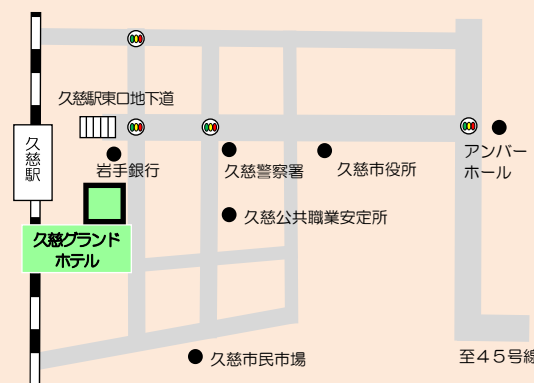 久慈駅東口地下道
久慈駅
岩手銀行
久慈警察署
久慈市役所
アンバー
ホール
久慈公共職業安定所
久慈グランド
ホテル
久慈市民市場
至４５号線